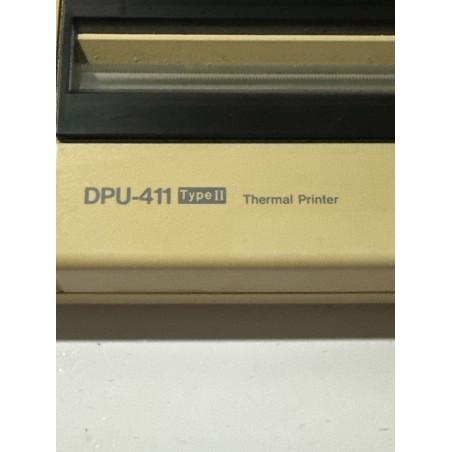 DPU-411 Type II Thermal Printer